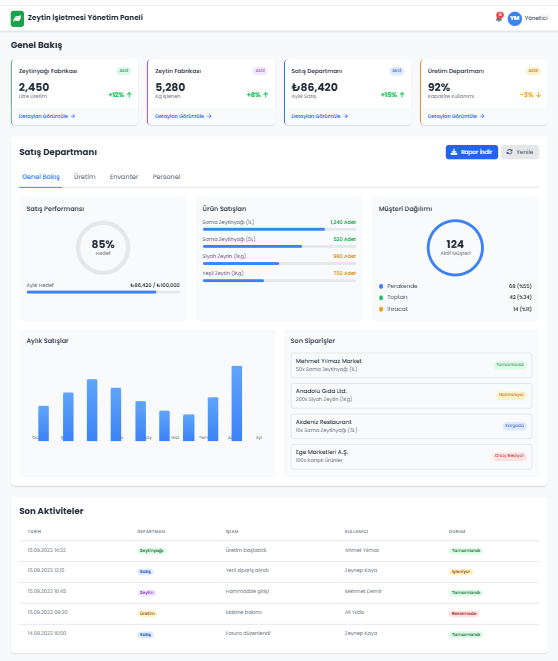 Zeytin İşletmesi Yönetim Paneli
YM Yönetici
Genel Bakış
Zeytinyağı Fabrikası Aktif
2,450
Litre Üretim +12% ↑
Detayları Görüntüle →
Zeytin Fabrikası Aktif
5,280
Kg İşlenen +8% ↑
Detayları Görüntüle →
Satış Departmanı Aktif
₺86,420
Aylık Satış +15% ↑
Detayları Görüntüle →
Üretim Departmanı Aktif
92%
Kapasite Kullanımı -3% ↓
Detayları Görüntüle →
Satış Departmanı
Rapor İndir Yenile
Genel Bakış Üretim Envanter Personel
Satış Performansı
85%
Hedef
Aylık Hedef ₺86,420 / ₺100,000
Ürün Satışları
Sızma Zeytinyağı (1L) 1,240 Adet
Sızma Zeytinyağı (5L) 520 Adet
Siyah Zeytin (1Kg) 980 Adet
Yeşil Zeytin (1Kg) 750 Adet
Müşteri Dağılımı
124
Aktif Müşteri
Perakende 68 (%55)
Toptan 42 (%34)
İhracat 14 (%11)
Aylık Satışlar
Haz Eyl
Son Siparişler
Mehmet Yılmaz Market
50x Sızma Zeytinyağı (1L)
Tamamlandı
Anadolu Gıda Ltd.
200x Siyah Zeytin (1Kg)
Hazırlanıyor
Akdeniz Restaurant
10x Sızma Zeytinyağı (5L)
Kargoda
Ege Marketleri A.Ş.
100x Karışık Ürünler
Onay Bekliyor
Son Aktiviteler
TARİH DEPARTMAN İŞLEM KULLANICI DURUM
15.09.2023 14:32 Zeytinyağı Üretim başlatıldı Ahmet Yılmaz Tamamlandı
15.09.2023 12:15 Satış Yeni sipariş alındı Zeynep Kaya İşleniyor
15.09.2023 10:45 Zeytin Hammadde girişi Mehmet Demir Tamamlandı
15.09.2023 09:20 Üretim Makine bakımı Ali Yıldız Beklemede
14.09.2023 16:50 Satış Fatura düzenlendi Zeynep Kaya Tamamlandı